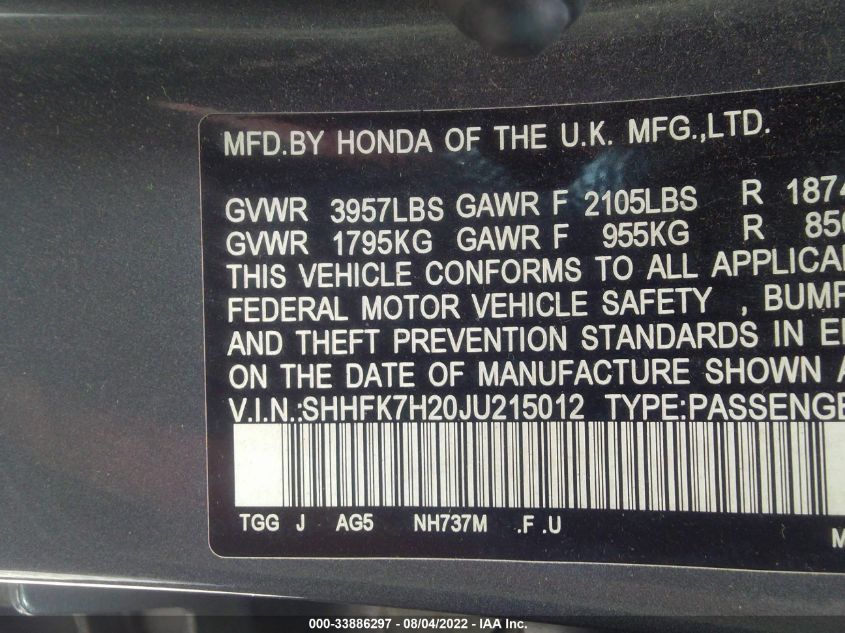 MFD.BY HONDA OF THE U.K. MFG.,LTD.
GVWR 3957LBS GAWR F 2105LBS R 1874
GVWR 1795KG GAWR F 955KG R 850
THIS VEHICLE CONFORMS TO ALL APPLICA
FEDERAL MOTOR VEHICLE SAFETY , BUMP
AND THEFT PREVENTION STANDARDS IN E
ON THE DATE OF MANUFACTURE SHOWN A
V.I.N.:SHHFK7H20JU215012 TYPE:PASSENGE
TGG J AG5 NH737M .F .U
M
000-33886297 - 08/04/2022 - IAA Inc.